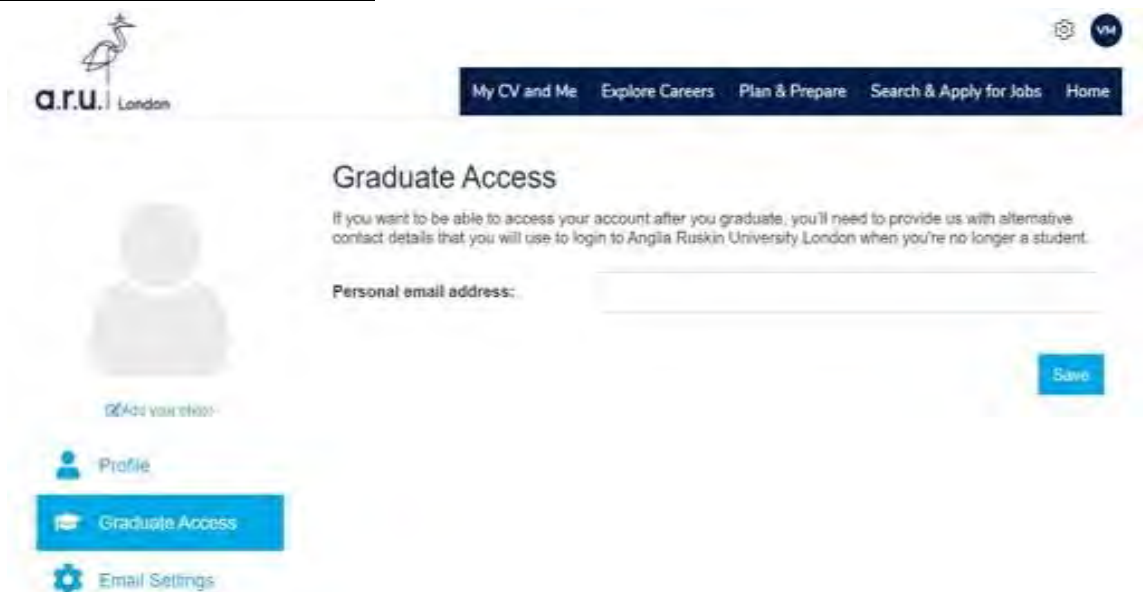 VM
a.r.u. London
My CV and Me Explore Careers Plan & Prepare Search & Apply for Jobs Home
Graduate Access
If you want to be able to access your account after you graduate, you'll need to provide us with alternative
contact details that you will use to login to Anglia Ruskin University London when you're no longer a student.
Personal email address:
Save
Add your photo
Profile
Graduate Access
Email Settings